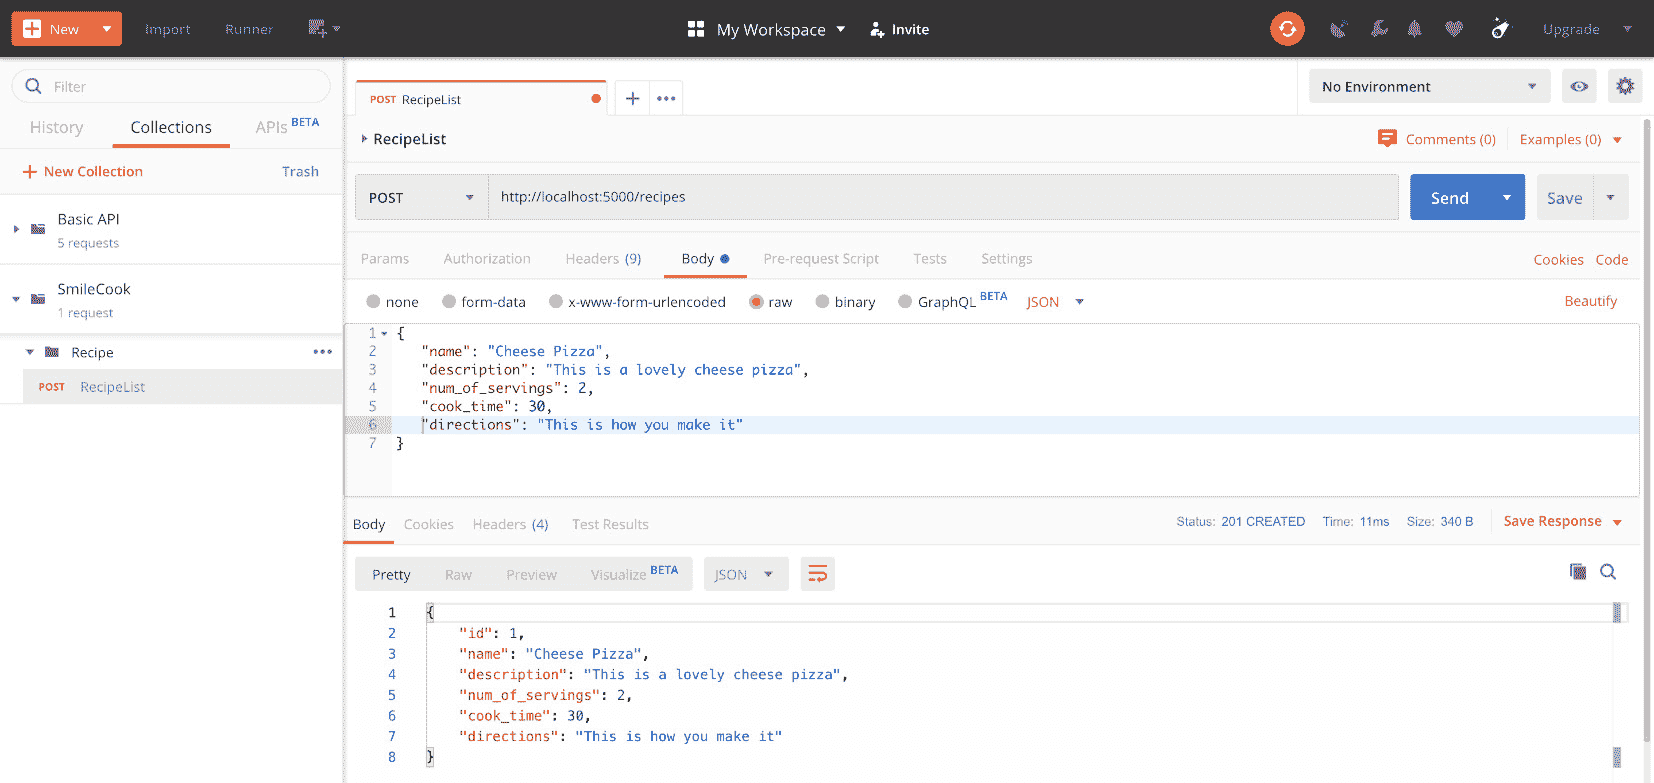 New Import Runner My Workspace Invite Upgrade
Filter
History Collections APIs BETA
New Collection Trash
Basic API
5 requests
SmileCook
1 request
Recipe
POST RecipeList
POST RecipeList
No Environment
RecipeList Comments (0) Examples (0)
POST http://localhost:5000/recipes Send Save
Params Authorization Headers (9) Body Pre-request Script Tests Settings Cookies Code
none form-data x-www-form-urlencoded raw binary GraphQL BETA JSON Beautify
1 {
2 "name": "Cheese Pizza",
3 "description": "This is a lovely cheese pizza",
4 "num_of_servings": 2,
5 "cook_time": 30,
6 "directions": "This is how you make it"
7 }
Body Cookies Headers (4) Test Results Status: 201 CREATED Time: 11ms Size: 340 B Save Response
Pretty Raw Preview Visualize BETA JSON
1 {
2 "id": 1,
3 "name": "Cheese Pizza",
4 "description": "This is a lovely cheese pizza",
5 "num_of_servings": 2,
6 "cook_time": 30,
7 "directions": "This is how you make it"
8 }